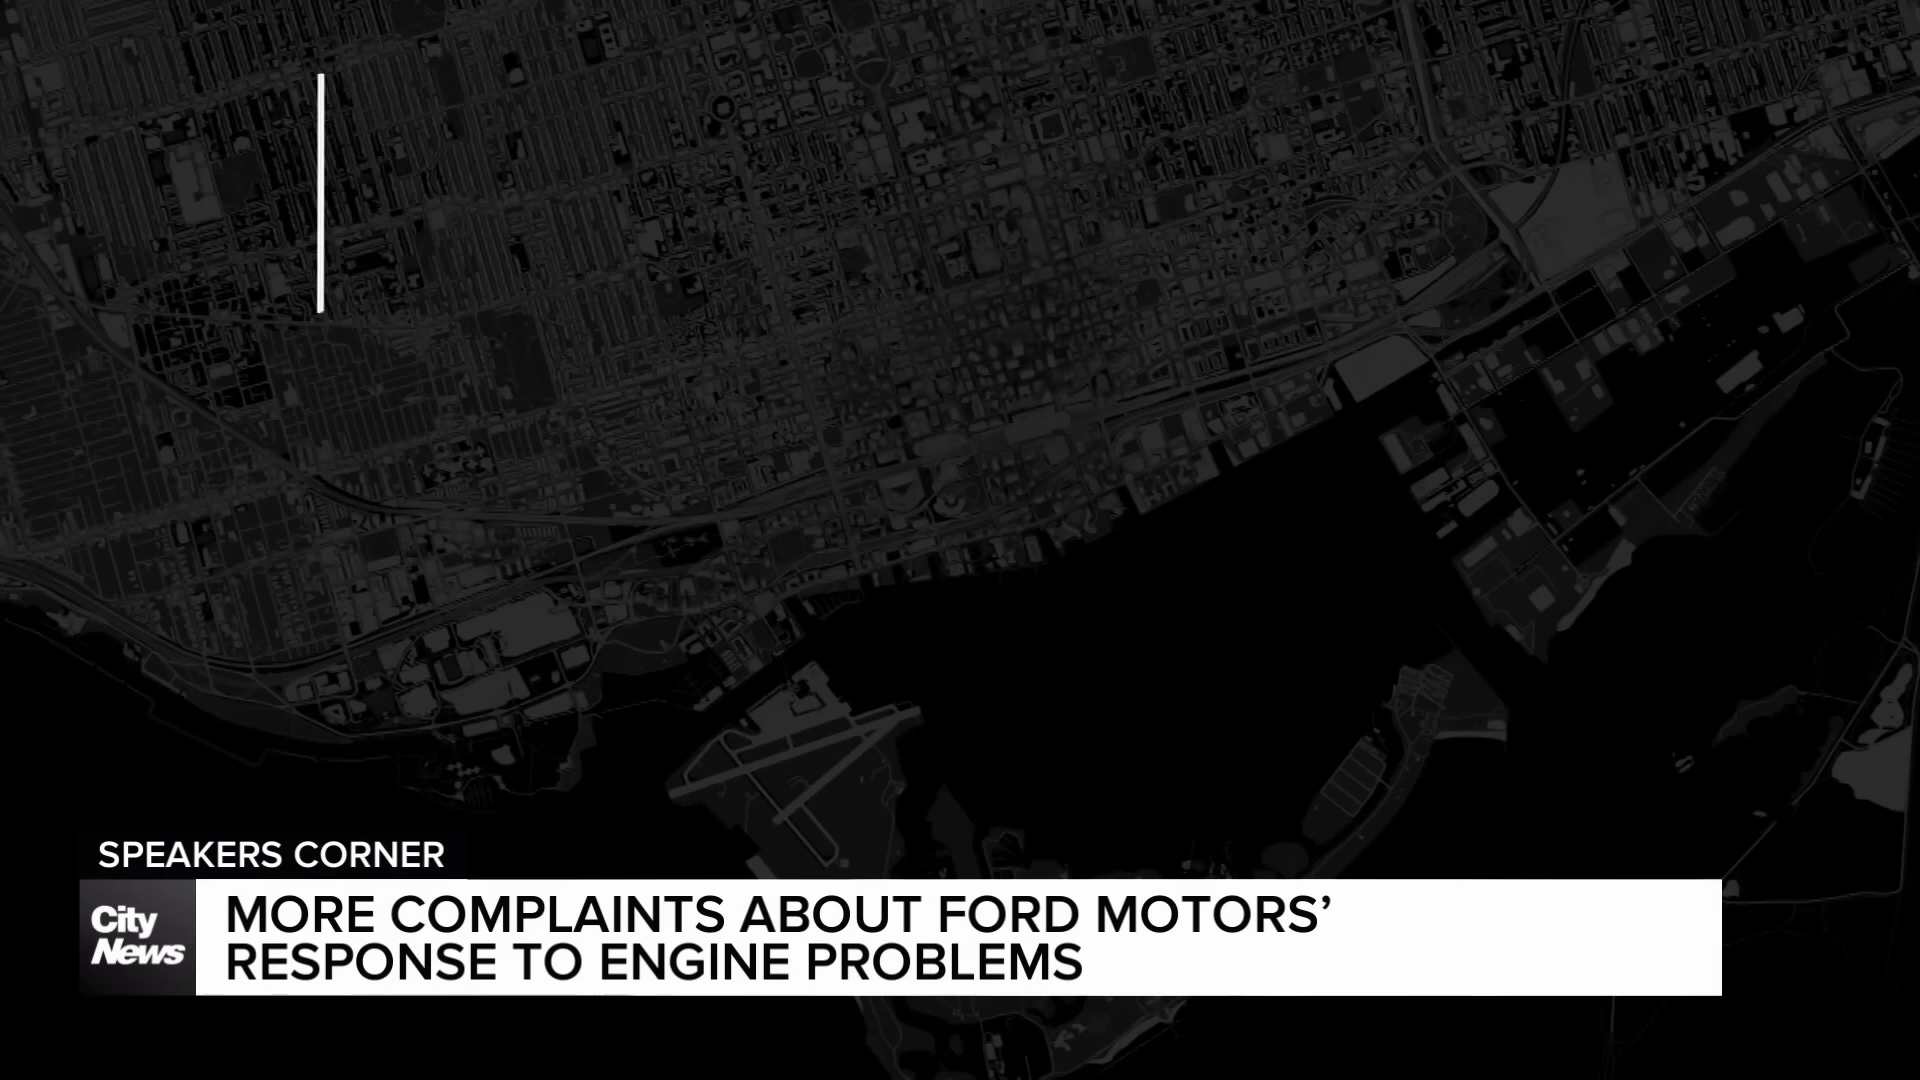 SPEAKERS CORNER
City
News
MORE COMPLAINTS ABOUT FORD MOTORS’
RESPONSE TO ENGINE PROBLEMS